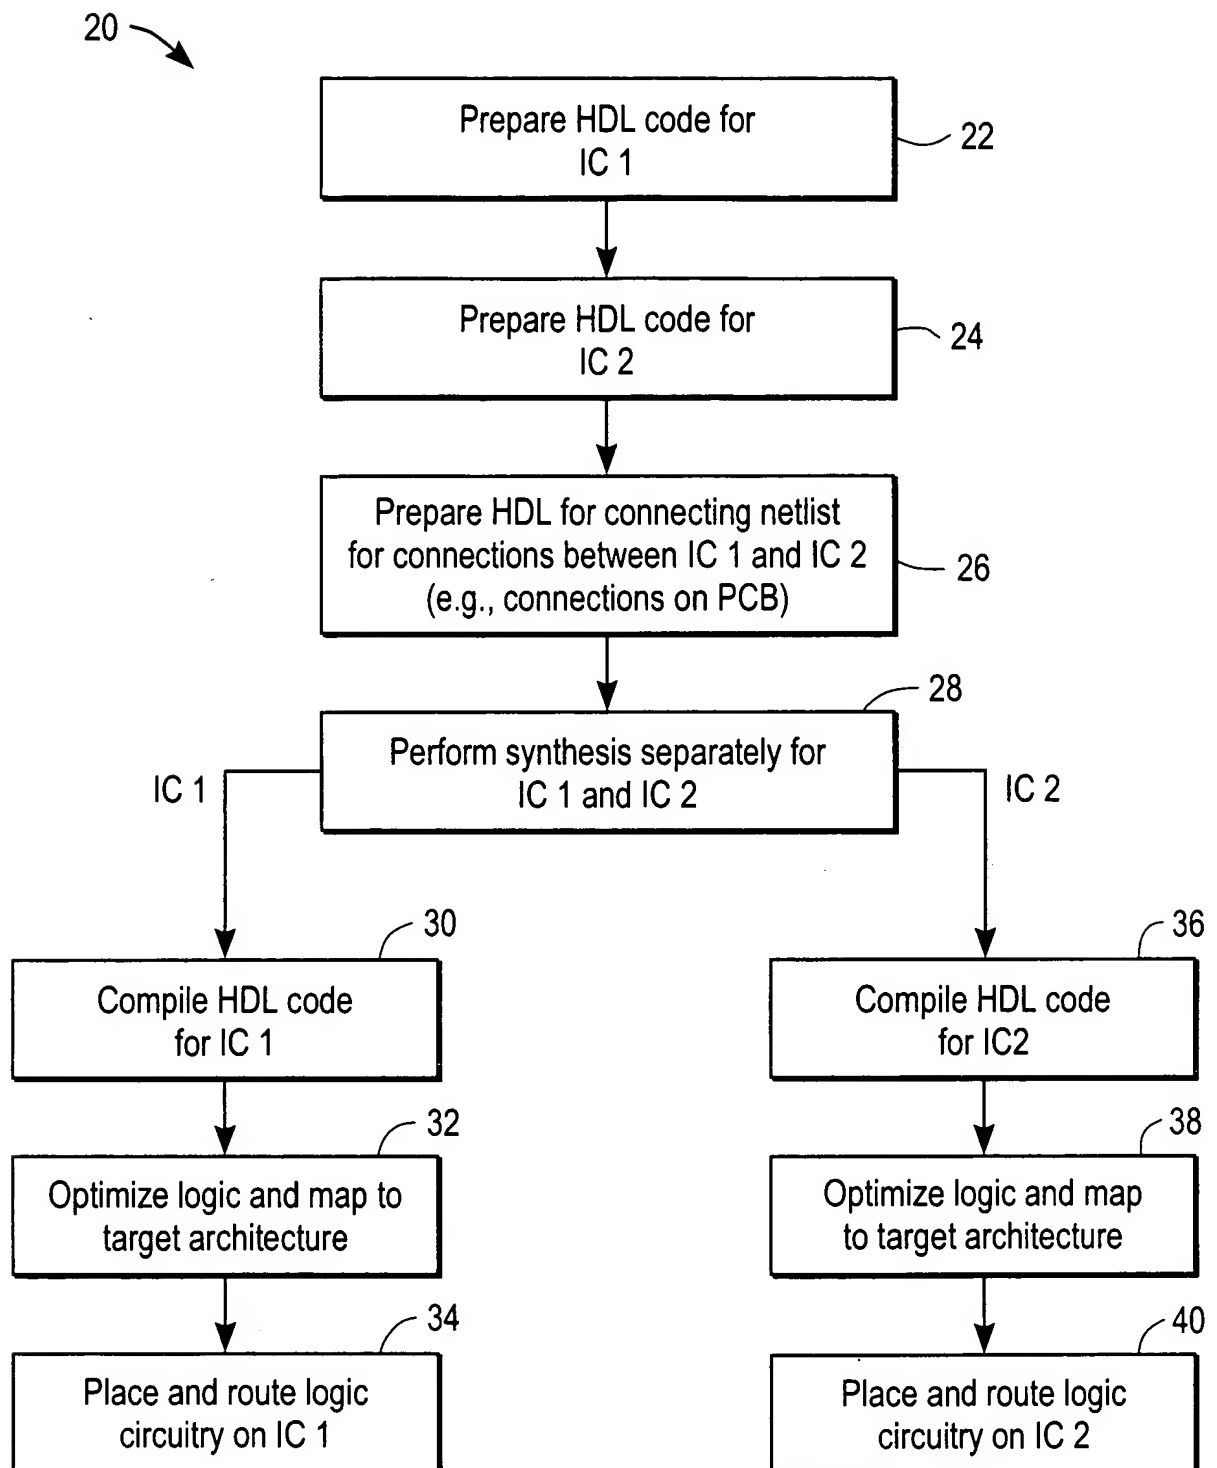 20
Prepare HDL code for
IC 1
22
Prepare HDL code for
IC 2
24
Prepare HDL for connecting netlist
for connections between IC 1 and IC 2
(e.g., connections on PCB)
26
28
Perform synthesis separately for
IC 1 and IC 2
IC 1
IC 2
30
Compile HDL code
for IC 1
36
Compile HDL code
for IC2
32
Optimize logic and map to
target architecture
38
Optimize logic and map
to target architecture
34
Place and route logic
circuitry on IC 1
40
Place and route logic
circuitry on IC 2